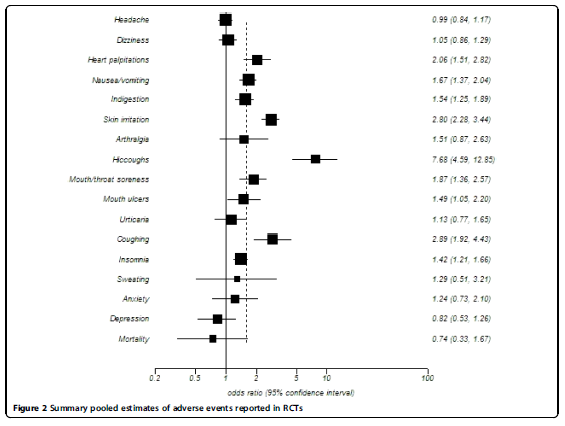 Headache 0.99 (0.84, 1.17)
Dizziness 1.05 (0.86, 1.29)
Heart palpitations 2.06 (1.51, 2.82)
Nausea/vomiting 1.67 (1.37, 2.04)
Indigestion 1.54 (1.25, 1.89)
Skin irritation 2.80 (2.28, 3.44)
Arthralgia 1.51 (0.87, 2.63)
Hiccoughs 7.68 (4.59, 12.85)
Mouth/throat soreness 1.87 (1.36, 2.57)
Mouth ulcers 1.49 (1.05, 2.20)
Urticaria 1.13 (0.77, 1.65)
Coughing 2.89 (1.92, 4.43)
Insomnia 1.42 (1.21, 1.66)
Sweating 1.29 (0.51, 3.21)
Anxiety 1.24 (0.73, 2.10)
Depression 0.82 (0.53, 1.26)
Mortality 0.74 (0.33, 1.67)
0.2 0.5 1 2 5 10 100
odds ratio (95% confidence interval)
Figure 2 Summary pooled estimates of adverse events reported in RCTs